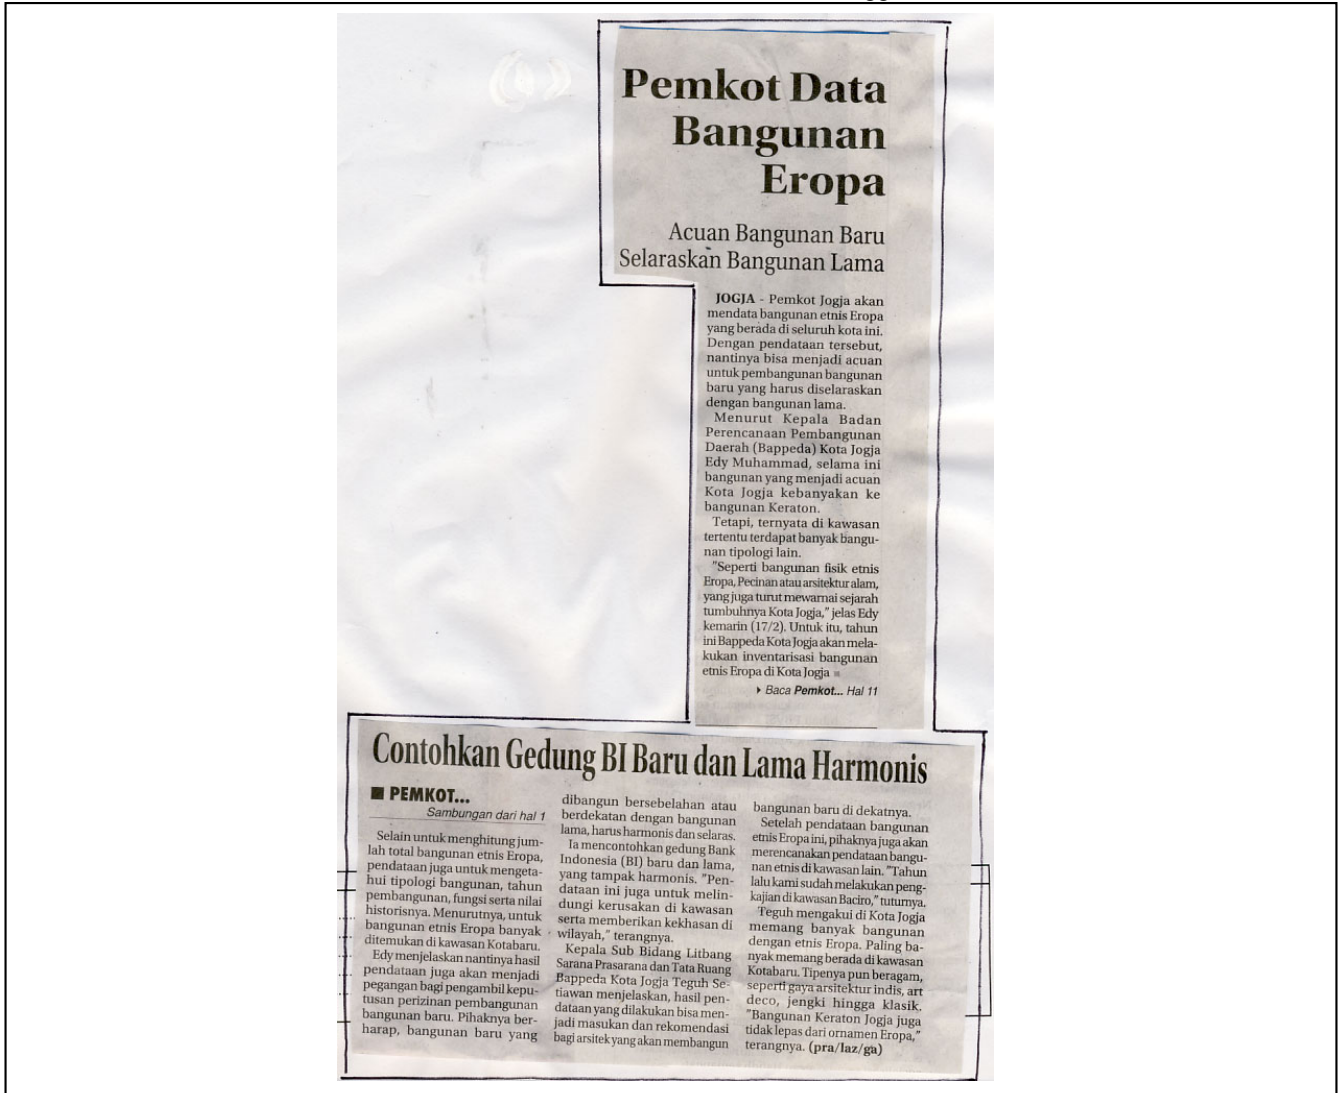 Pemkot Data
Bangunan
Eropa
Acuan Bangunan Baru
Selaraskan Bangunan Lama
JOGJA - Pemkot Jogja akan
mendata bangunan etnis Eropa
yang berada di seluruh kota ini.
Dengan pendataan tersebut,
nantinya bisa menjadi acuan
untuk pembangunan bangunan
baru yang harus diselaraskan
dengan bangunan lama.
Menurut Kepala Badan
Perencanaan Pembangunan
Daerah (Bappeda) Kota Jogja
Edy Muhammad, selama ini
bangunan yang menjadi acuan
Kota Jogja kebanyakan ke
bangunan Keraton.
Tetapi, ternyata di kawasan
tertentu terdapat banyak bangu-
nan tipologi lain.
"Seperti bangunan fisik etnis
Eropa, Pecinan atau arsitektur alam,
yang juga turut mewarnai sejarah
tumbuhnya Kota Jogja," jelas Edy
kemarin (17/2). Untuk itu, tahun
ini Bappeda Kota Jogja akan mela-
kukan inventarisasi bangunan
etnis Eropa di Kota Jogja
Baca Pemkot... Hal 11
Contohkan Gedung BI Baru dan Lama Harmonis
PEMKOT...
Sambungan dari hal 1
Selain untuk menghitung jum-
lah total bangunan etnis Eropa,
pendataan juga untuk mengeta-
hui tipologi bangunan, tahun
pembangunan, fungsi serta nilai
historisnya. Menurutnya, untuk
bangunan etnis Eropa banyak
ditemukan di kawasan Kotabaru.
Edy menjelaskan nantinya hasil
pendataan juga akan menjadi
pegangan bagi pengambil kepu-
tusan perizinan pembangunan
bangunan baru. Pihaknya ber-
harap, bangunan baru yang
dibangun bersebelahan atau
berdekatan dengan bangunan
lama, harus harmonis dan selaras.
Ia mencontohkan gedung Bank
Indonesia (BI) baru dan lama,
yang tampak harmonis. "Pen-
dataan ini juga untuk melin-
dungi kerusakan di kawasan
serta memberikan kekhasan di
wilayah," terangnya.
Kepala Sub Bidang Litbang
Sarana Prasarana dan Tata Ruang
Bappeda Kota Jogja Teguh Se-
tiawan menjelaskan, hasil pen-
dataan yang dilakukan bisa men-
jadi masukan dan rekomendasi
bagi arsitek yang akan membangun
bangunan baru di dekatnya.
Setelah pendataan bangunan
etnis Eropa ini, pihaknya juga akan
merencanakan pendataan bangu-
nan etnis di kawasan lain. "Tahun
lalu kami sudah melakukan peng-
kajian di kawasan Baciro," tuturnya.
Teguh mengakui di Kota Jogja
memang banyak bangunan
dengan etnis Eropa. Paling ba-
nyak memang berada di kawasan
Kotabaru. Tipenya pun beragam,
seperti gaya arsitektur indis, art
deco, jengki hingga klasik.
"Bangunan Keraton Jogja juga
tidak lepas dari ornamen Eropa,"
terangnya. (pra/laz/ga)